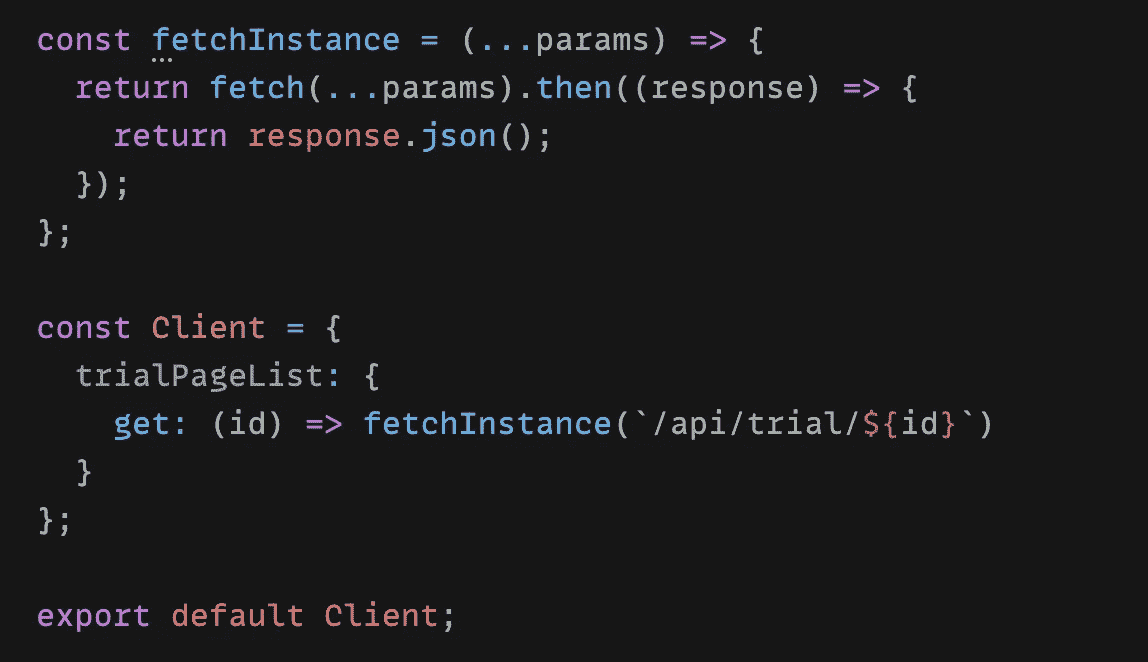 const fetchInstance = (...params) => {
  return fetch(...params).then((response) => {
    return response.json();
  });
};

const Client = {
  trialPageList: {
    get: (id) => fetchInstance(`/api/trial/${id}`)
  }
};

export default Client;